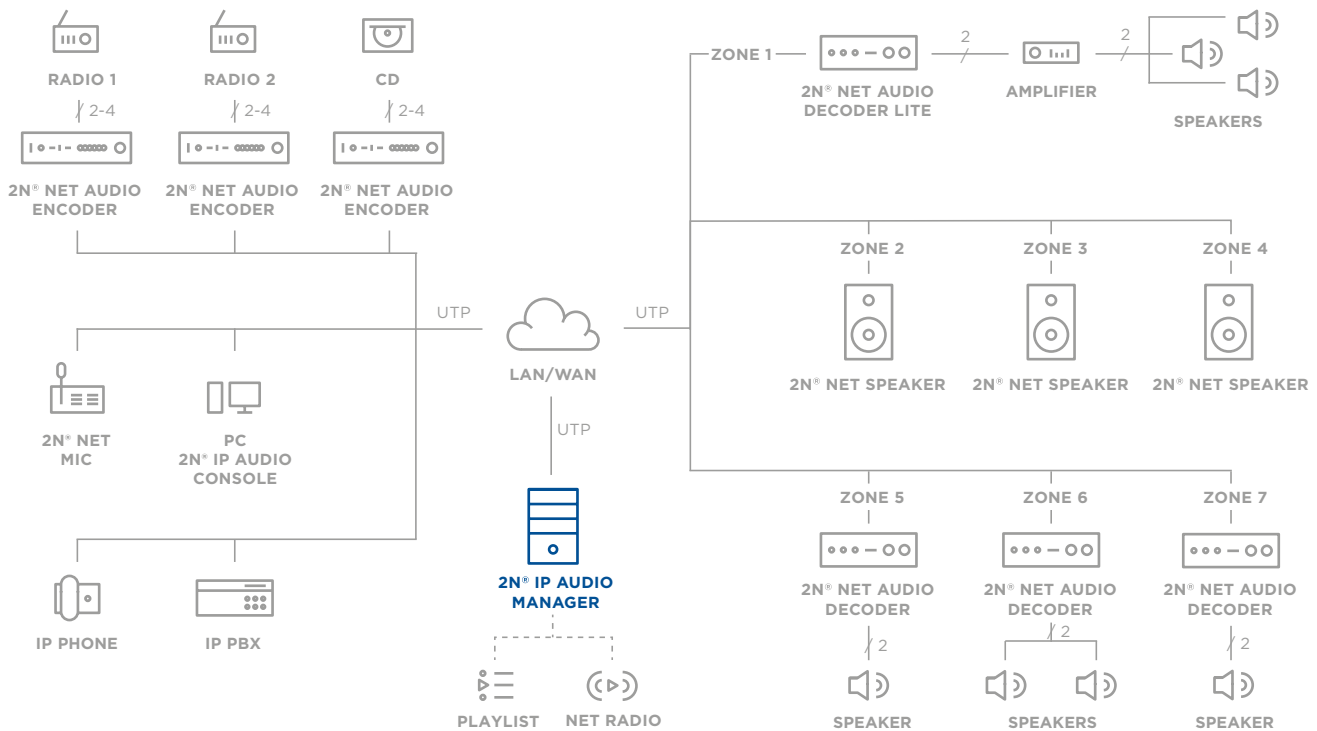 RADIO 1
2-4
2N® NET AUDIO
ENCODER
RADIO 2
2-4
2N® NET AUDIO
ENCODER
CD
2-4
2N® NET AUDIO
ENCODER
UTP
2N® NET
MIC
PC
2N® IP AUDIO
CONSOLE
IP PHONE
IP PBX
LAN/WAN
UTP
2N® IP AUDIO
MANAGER
PLAYLIST
NET RADIO
UTP
ZONE 1
2N® NET AUDIO
DECODER LITE
2
AMPLIFIER
2
SPEAKERS
ZONE 2
2N® NET SPEAKER
ZONE 3
2N® NET SPEAKER
ZONE 4
2N® NET SPEAKER
ZONE 5
2N® NET AUDIO
DECODER
2
SPEAKER
ZONE 6
2N® NET AUDIO
DECODER
2
SPEAKERS
ZONE 7
2N® NET AUDIO
DECODER
2
SPEAKER